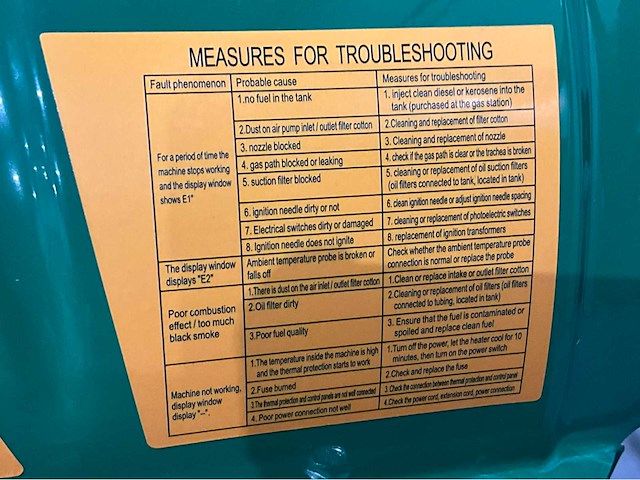 MEASURES FOR TROUBLESHOOTING
Fault phenomenon Probable cause Measures for troubleshooting
For a period of time the
machine stops working
and the display window
shows E1"
1.no fuel in the tank
1. inject clean diesel or kerosene into the
tank (purchased at the gas station)
2.Dust on air pump inlet / outlet filter cotton
2.Cleaning and replacement of filter cotton
3. nozzle blocked
3. Cleaning and replacement of nozzle
4. gas path blocked or leaking
4. check if the gas path is clear or the trachea is broken
5. suction filter blocked
5. cleaning or replacement of oil suction filters
(oil filters connected to tank, located in tank)
6. ignition needle dirty or not
6. clean ignition needle or adjust ignition needle spacing
7. Electrical switches dirty or damaged
7. cleaning or replacement of photoelectric switches
8. Ignition needle does not ignite
8. replacement of ignition transformers
The display window
displays "E2"
Ambient temperature probe is broken or
falls off
Check whether the ambient temperature probe
connection is normal or replace the probe
Poor combustion
effect / too much
black smoke
1.There is dust on the air inlet / outlet filter cotton
1.Clean or replace intake or outlet filter cotton
2.Oil filter dirty
2.Cleaning or replacement of oil filters (oil filters
connected to tubing, located in tank)
3.Poor fuel quality
3. Ensure that the fuel is contaminated or
spoiled and replace clean fuel
Machine not working,
display window
display "--".
1.The temperature inside the machine is high
and the thermal protection starts to work
1.Turn off the power, let the heater cool for 10
minutes, then turn on the power switch
2.Fuse burned
2.Check and replace the fuse
3.The thermal protection and control panels are not well connected
3. Check the connection between thermal protection and control panel
4. Poor power connection not well
4.Check the power cord, extension cord, power connection